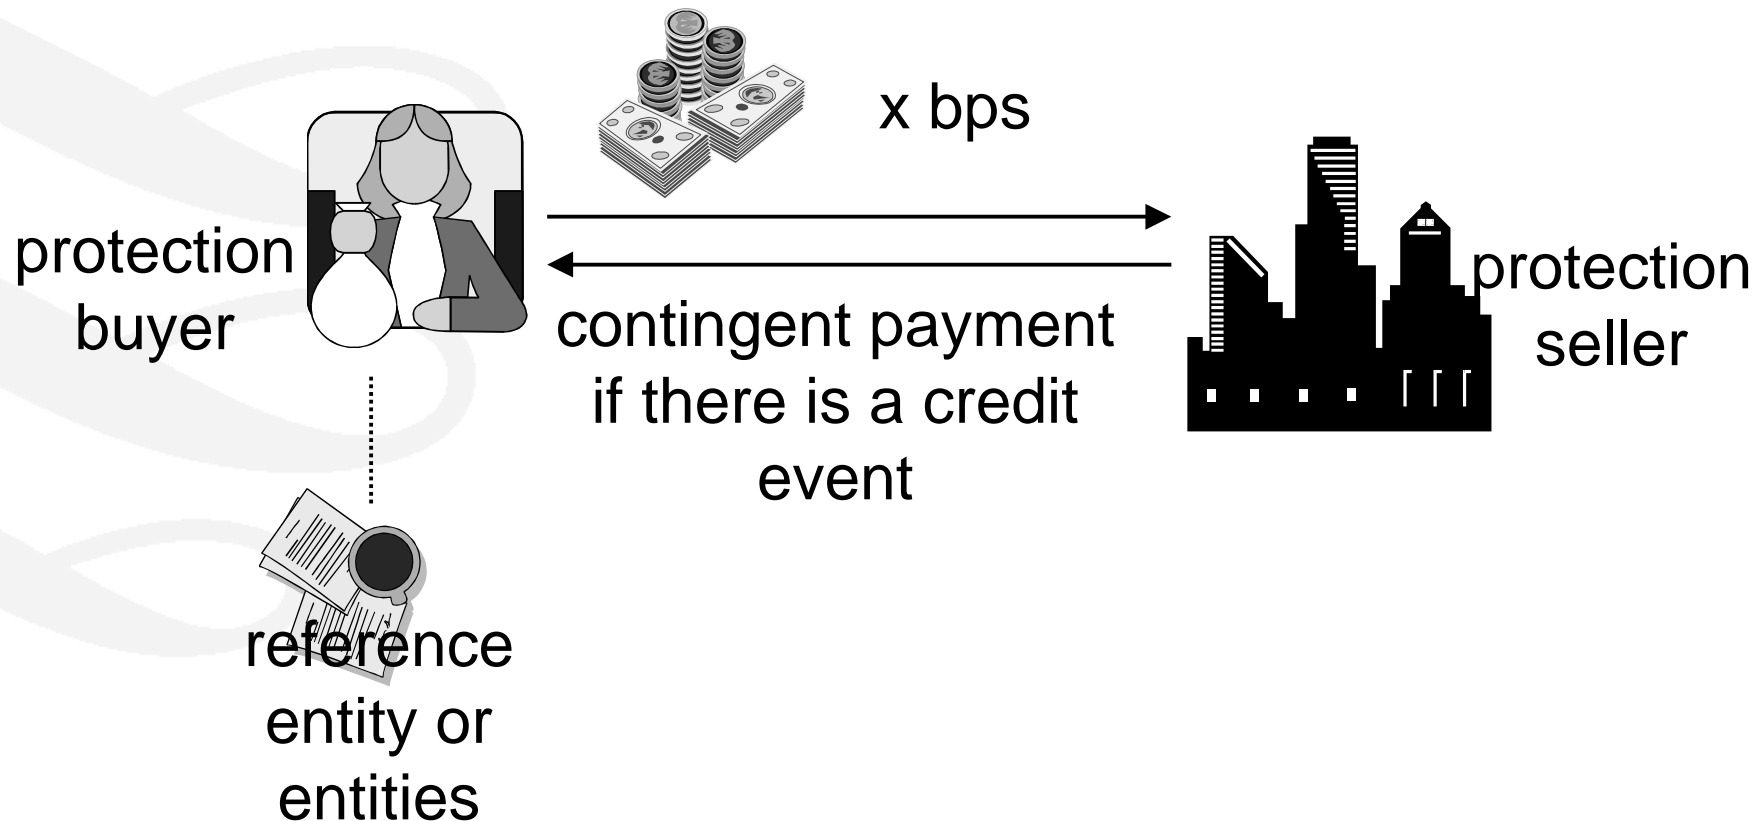 x bps
protection
buyer
contingent payment
if there is a credit
event
protection
seller
reference
entity or
entities